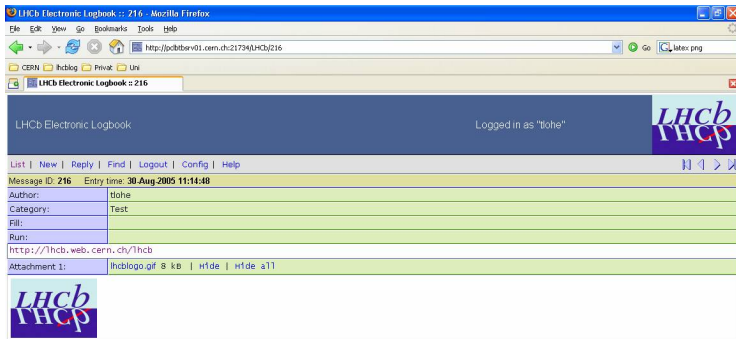 LHCb Electronic Logbook :: 216 - Mozilla Firefox
File Edit View Go Bookmarks Tools Help
http://pclbtbsrv01.cern.ch:21734/LHCb/216 Go latex png
CERN lhcblog Privat Uni
LHCb Electronic Logbook :: 216
LHCb Electronic Logbook Logged in as "tlohe" LHCb
List | New | Reply | Find | Logout | Config | Help
Message ID: 216 Entry time: 30-Aug-2005 11:14:48
Author: tlohe
Category: Test
Fill:
Run:
http://lhcb.web.cern.ch/lhcb
Attachment 1: lhcblogo.gif 8 kB | Hide | Hide all
LHCb